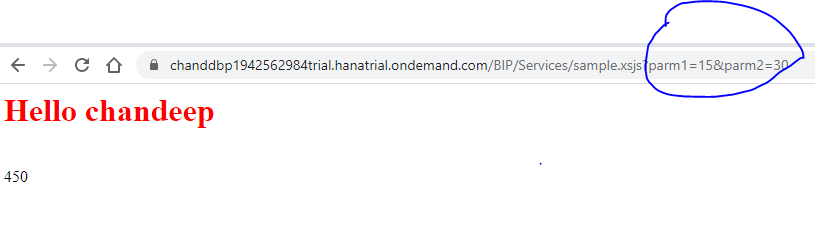 chanddbp1942562984trial.hanatrial.ondemand.com/BIP/Services/sample.xsjs?parm1=15&parm2=30
Hello chandeep
450